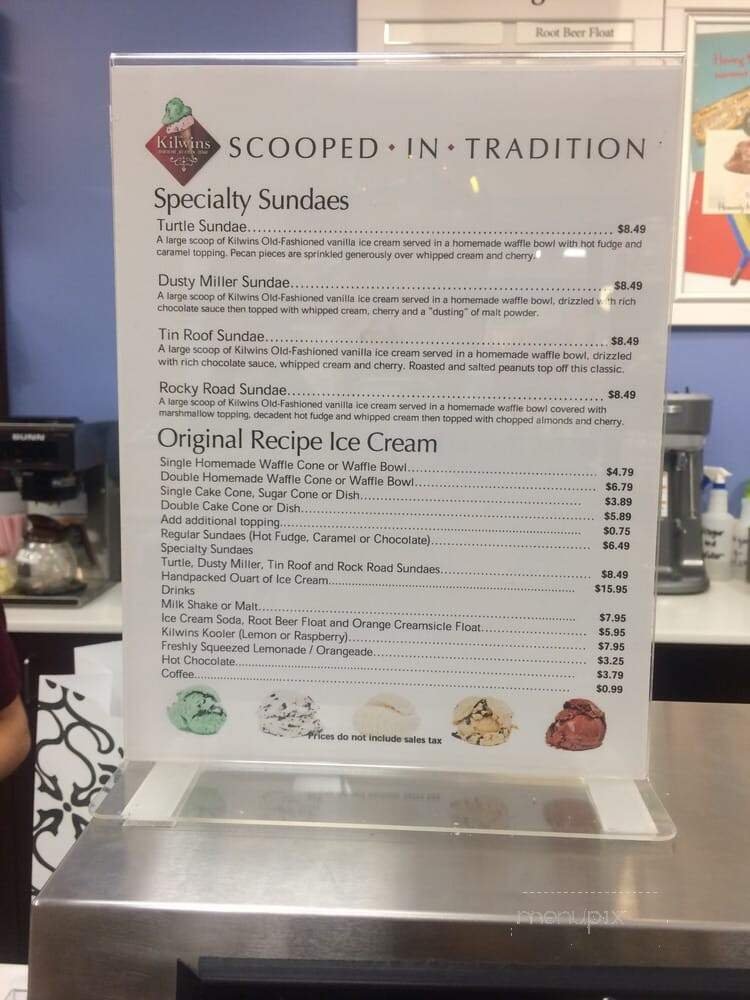 Root Beer Float
Kilwins
SCOOPED • IN • TRADITION
Specialty Sundaes
Turtle Sundae........................................ $8.49
A large scoop of Kilwins Old-Fashioned vanilla ice cream served in a homemade waffle bowl with hot fudge and
caramel topping. Pecan pieces are sprinkled generously over whipped cream and cherry.
Dusty Miller Sundae........................................ $8.49
A large scoop of Kilwins Old-Fashioned vanilla ice cream served in a homemade waffle bowl, drizzled with rich
chocolate sauce then topped with whipped cream, cherry and a "dusting" of malt powder.
Tin Roof Sundae........................................ $8.49
A large scoop of Kilwins Old-Fashioned vanilla ice cream served in a homemade waffle bowl, drizzled
with rich chocolate sauce, whipped cream and cherry. Roasted and salted peanuts top off this classic.
Rocky Road Sundae........................................ $8.49
A large scoop of Kilwins Old-Fashioned vanilla ice cream served in a homemade waffle bowl covered with
marshmallow topping, decadent hot fudge and whipped cream then topped with chopped almonds and cherry.
Original Recipe Ice Cream
Single Homemade Waffle Cone or Waffle Bowl........................................ $4.79
Double Homemade Waffle Cone or Waffle Bowl........................................ $6.79
Single Cake Cone, Sugar Cone or Dish........................................ $3.89
Double Cake Cone or Dish........................................ $5.89
Add additional topping........................................ $0.75
Regular Sundaes (Hot Fudge, Caramel or Chocolate)........................................ $6.49
Specialty Sundaes
Turtle, Dusty Miller, Tin Roof and Rock Road Sundaes........................................ $8.49
Handpacked Quart of Ice Cream........................................ $15.95
Drinks
Milk Shake or Malt........................................ $7.95
Ice Cream Soda, Root Beer Float and Orange Creamsicle Float........................................ $5.95
Kilwins Kooler (Lemon or Raspberry)........................................ $7.95
Freshly Squeezed Lemonade / Orangeade........................................ $3.25
Hot Chocolate........................................ $3.79
Coffee........................................ $0.99
Prices do not include sales tax
BUNN
menupix